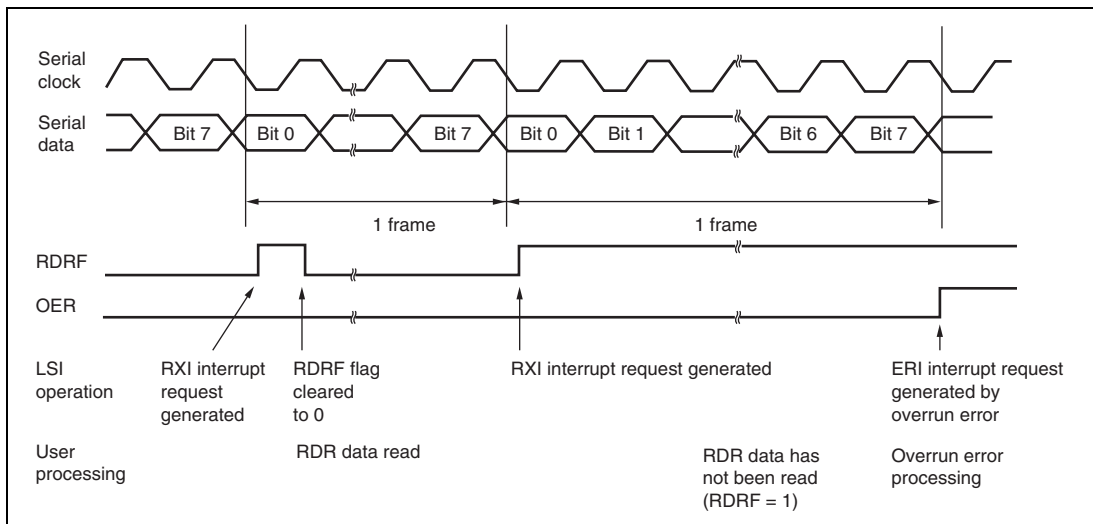 Serial
clock
Serial
data
Bit 7
Bit 0
Bit 7
Bit 0
Bit 1
Bit 6
Bit 7
1 frame
1 frame
RDRF
OER
LSI
operation
RXI interrupt
request
generated
RDRF flag
cleared
to 0
RXI interrupt request generated
ERI interrupt request
generated by
overrun error
User
processing
RDR data read
RDR data has
not been read
(RDRF = 1)
Overrun error
processing